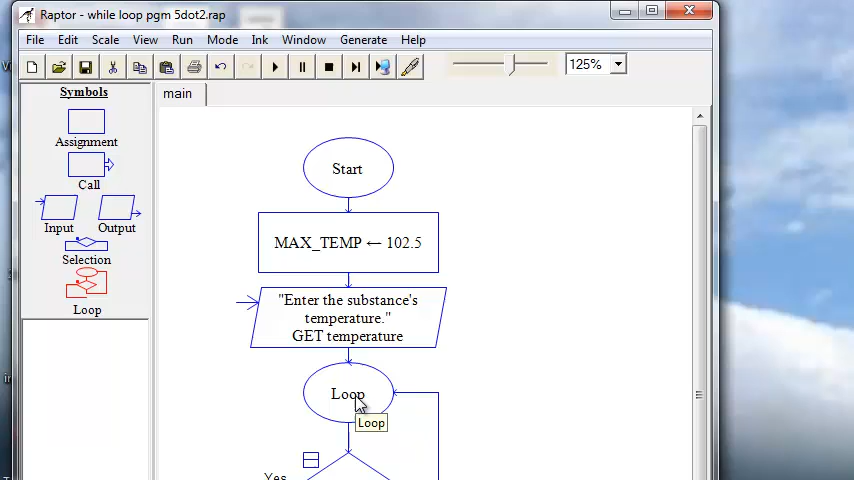 Raptor - while loop pgm 5dot2.rap
File Edit Scale View Run Mode Ink Window Generate Help
125%
Symbols
main
Assignment
Call
Input Output
Selection
Loop
Start
MAX_TEMP ← 102.5
"Enter the substance's
temperature."
GET temperature
Loop
Loop
Yes